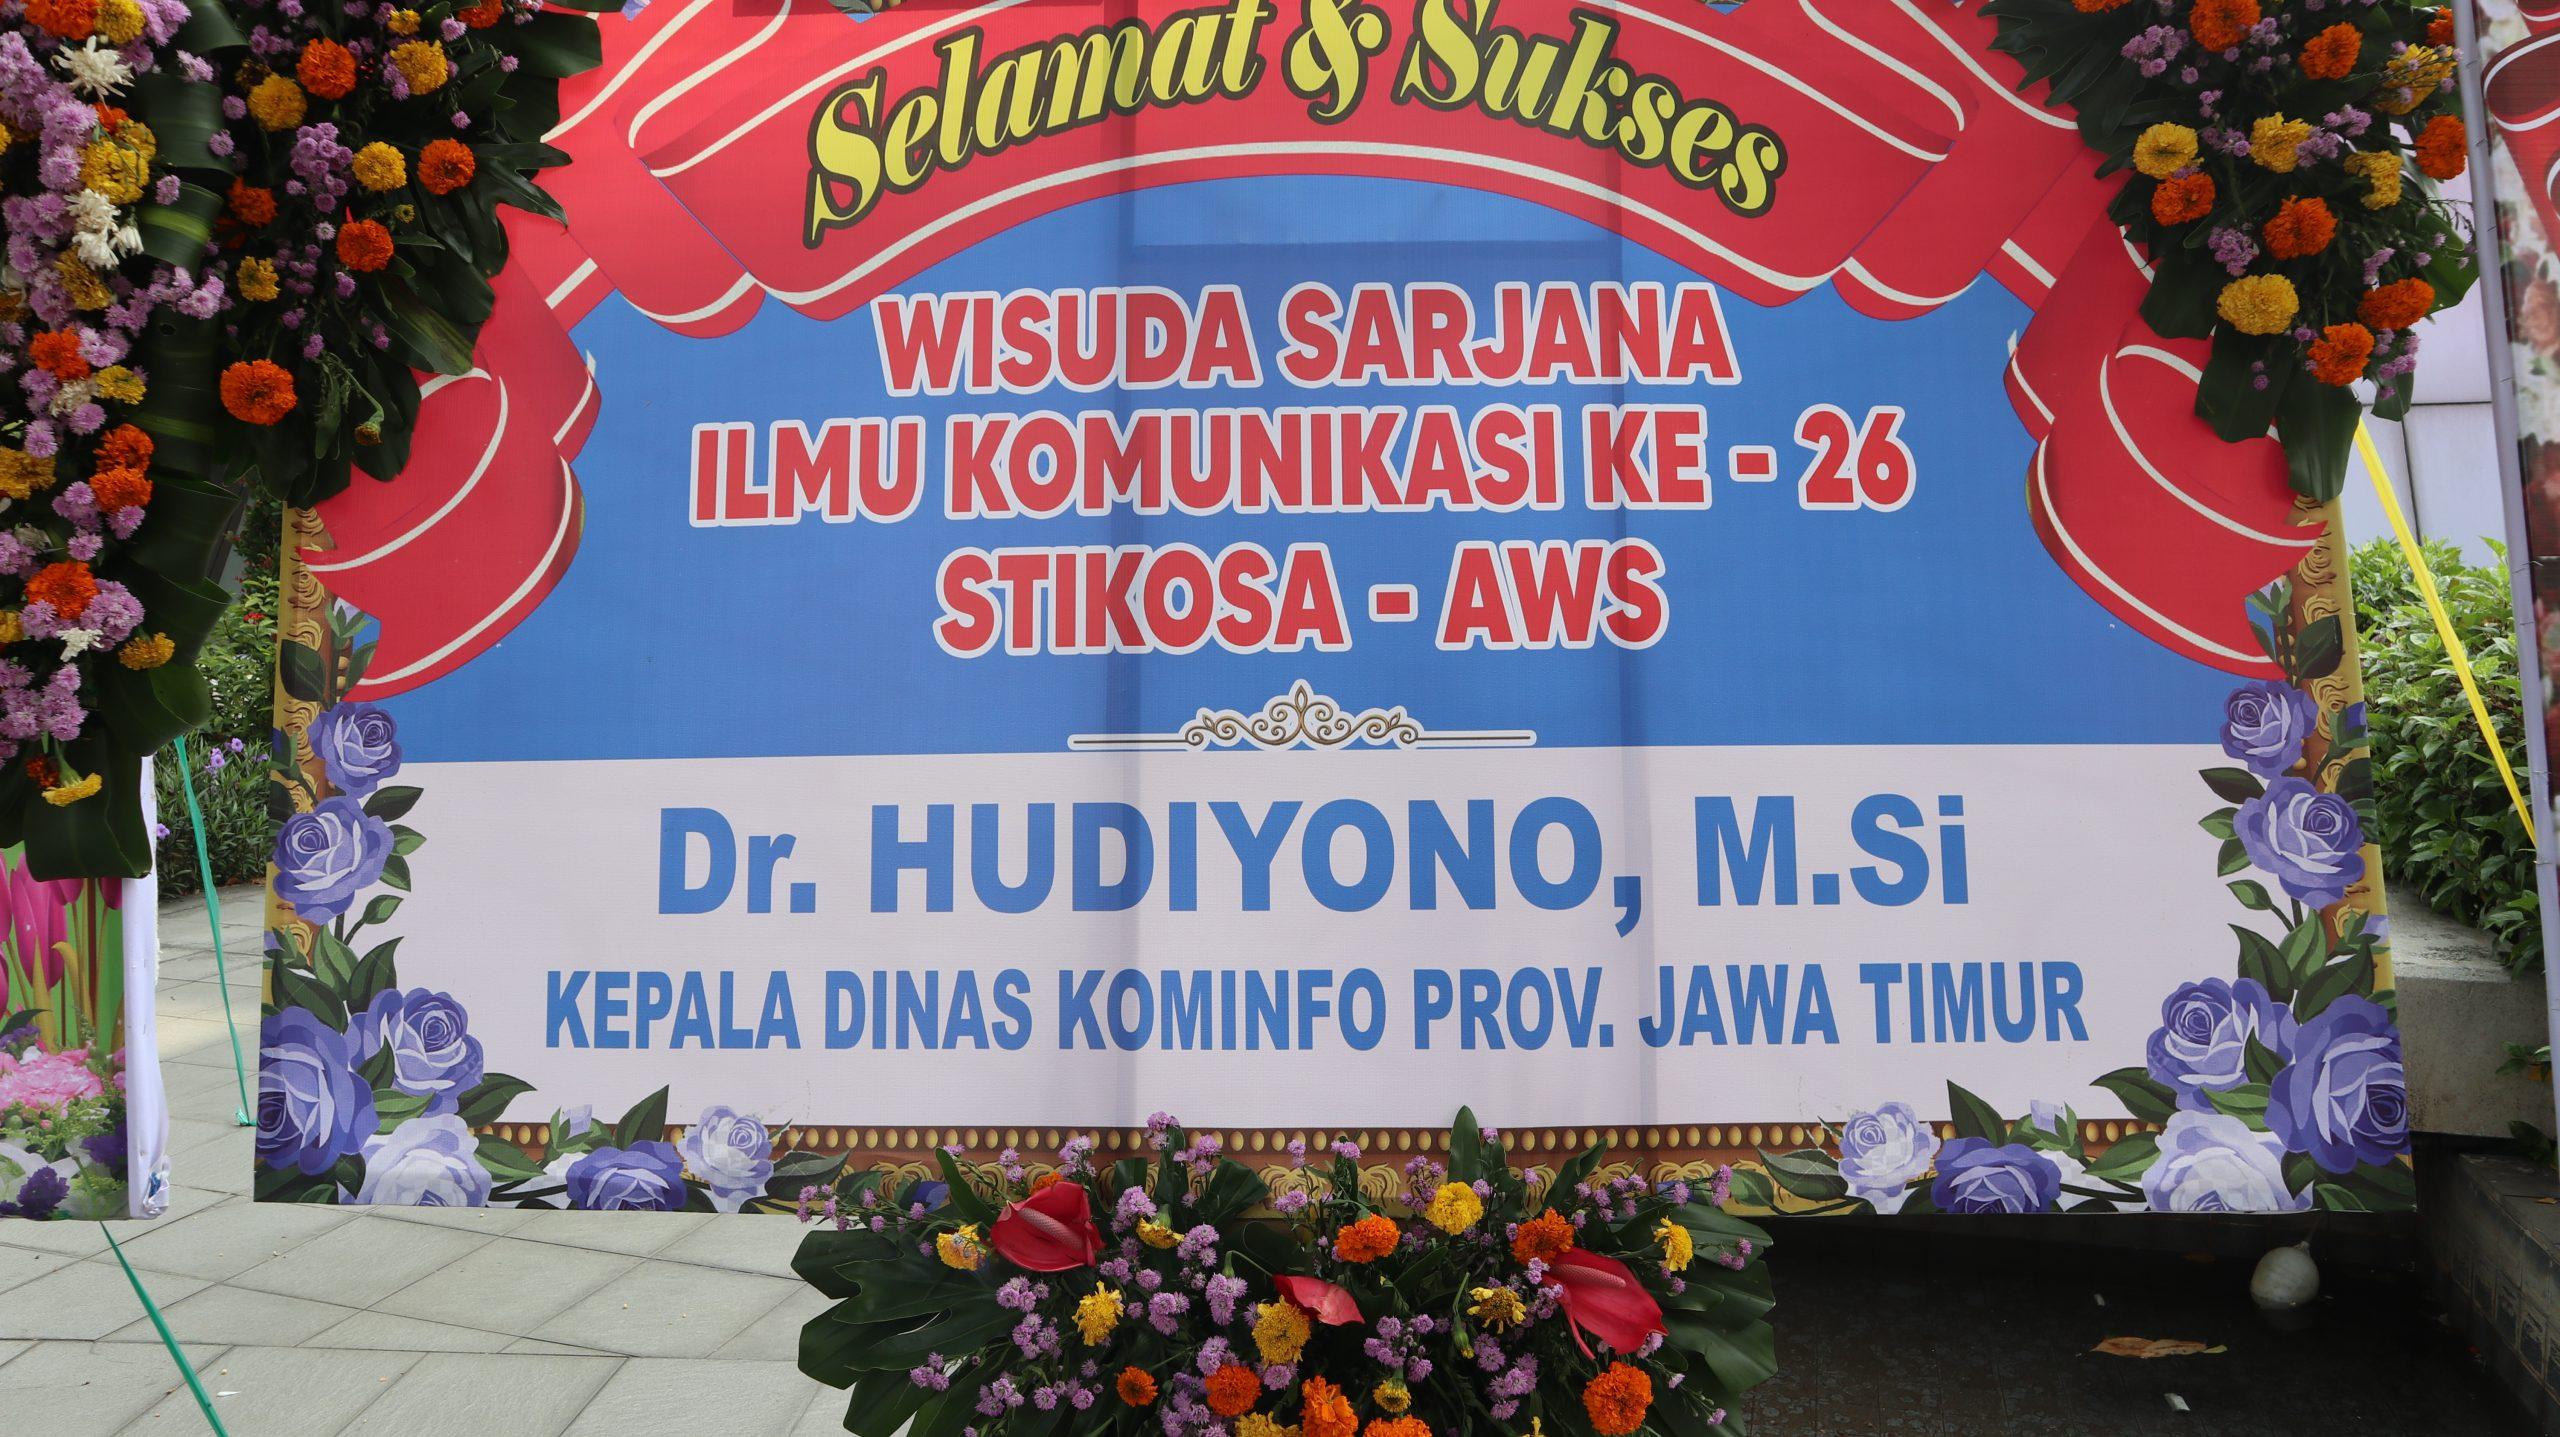 Selamat & Sukses
WISUDA SARJANA
ILMU KOMUNIKASI KE - 26
STIKOSA - AWS
Dr. HUDIYONO, M.Si
KEPALA DINAS KOMINFO PROV. JAWA TIMUR